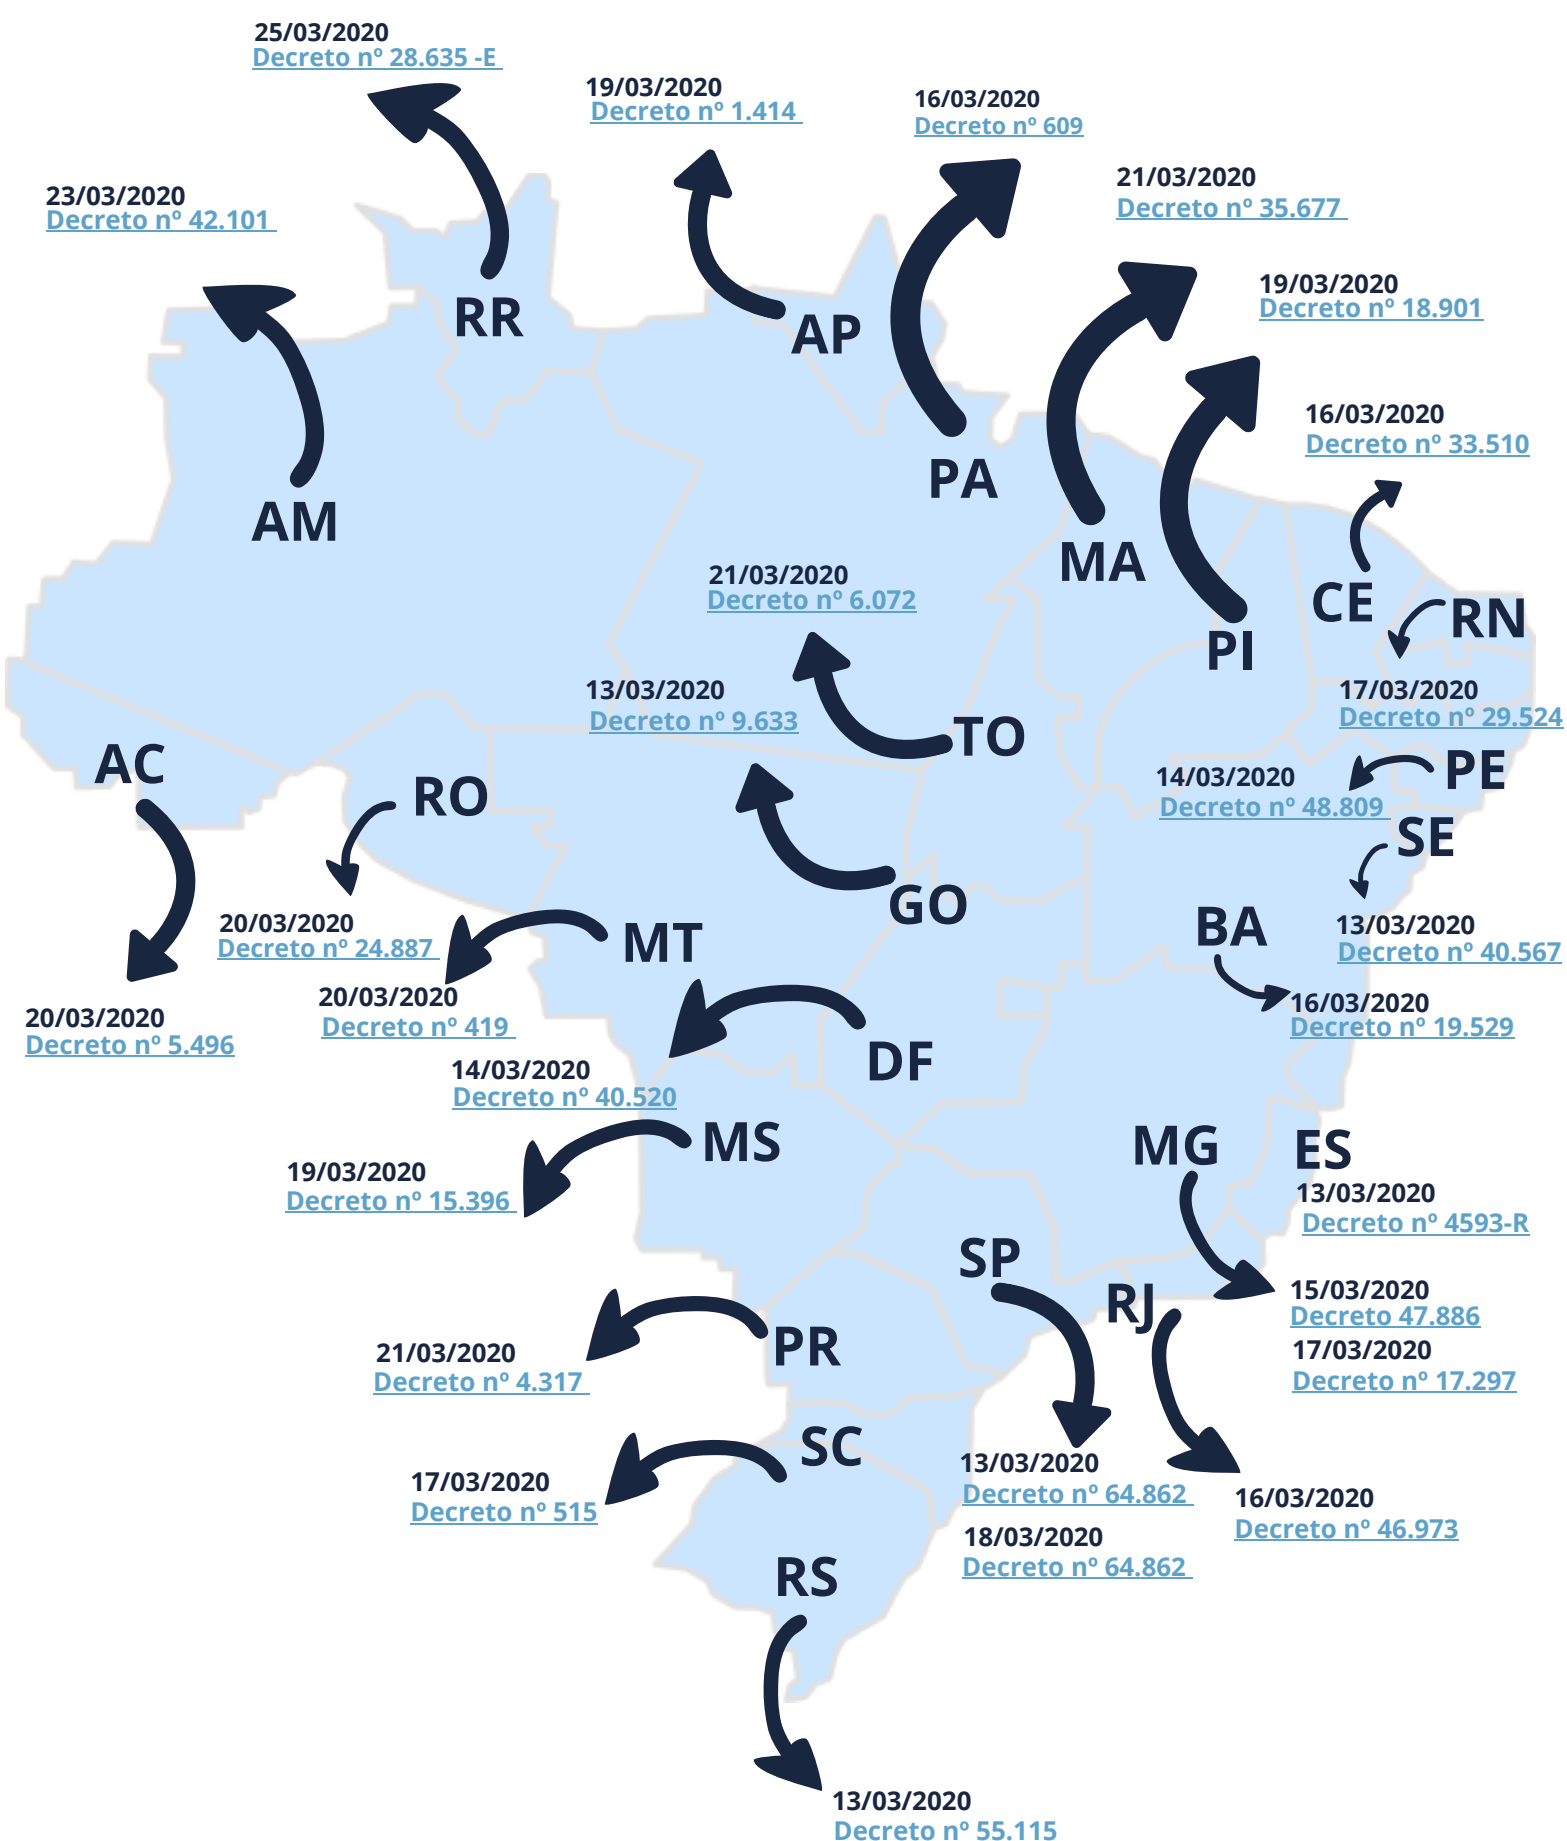 25/03/2020
Decreto nº 28.635 -E
19/03/2020
Decreto nº 1.414
16/03/2020
Decreto nº 609
21/03/2020
Decreto nº 35.677
23/03/2020
Decreto nº 42.101
19/03/2020
Decreto nº 18.901
RR
AP
16/03/2020
Decreto nº 33.510
PA
AM
MA
21/03/2020
Decreto nº 6.072
CE
RN
PI
13/03/2020
Decreto nº 9.633
17/03/2020
Decreto nº 29.524
TO
AC
RO
PE
14/03/2020
Decreto nº 48.809
SE
GO
BA
20/03/2020
Decreto nº 24.887
MT
13/03/2020
Decreto nº 40.567
20/03/2020
Decreto nº 419
16/03/2020
Decreto nº 19.529
20/03/2020
Decreto nº 5.496
DF
14/03/2020
Decreto nº 40.520
MS
MG
ES
19/03/2020
Decreto nº 15.396
13/03/2020
Decreto nº 4593-R
SP
RJ
15/03/2020
Decreto 47.886
17/03/2020
Decreto nº 17.297
PR
21/03/2020
Decreto nº 4.317
SC
17/03/2020
Decreto nº 515
13/03/2020
Decreto nº 64.862
16/03/2020
Decreto nº 46.973
18/03/2020
Decreto nº 64.862
RS
13/03/2020
Decreto nº 55.115